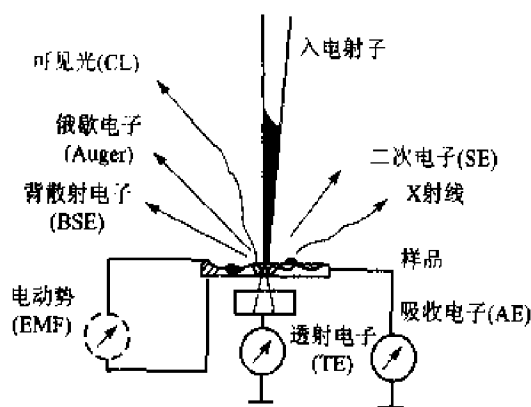 可见光(CL)
入电射子
俄歇电子
(Auger)
二次电子(SE)
背散射电子
(BSE)
X射线
样品
电动势
(EMF)
吸收电子(AE)
透射电子
(TE)